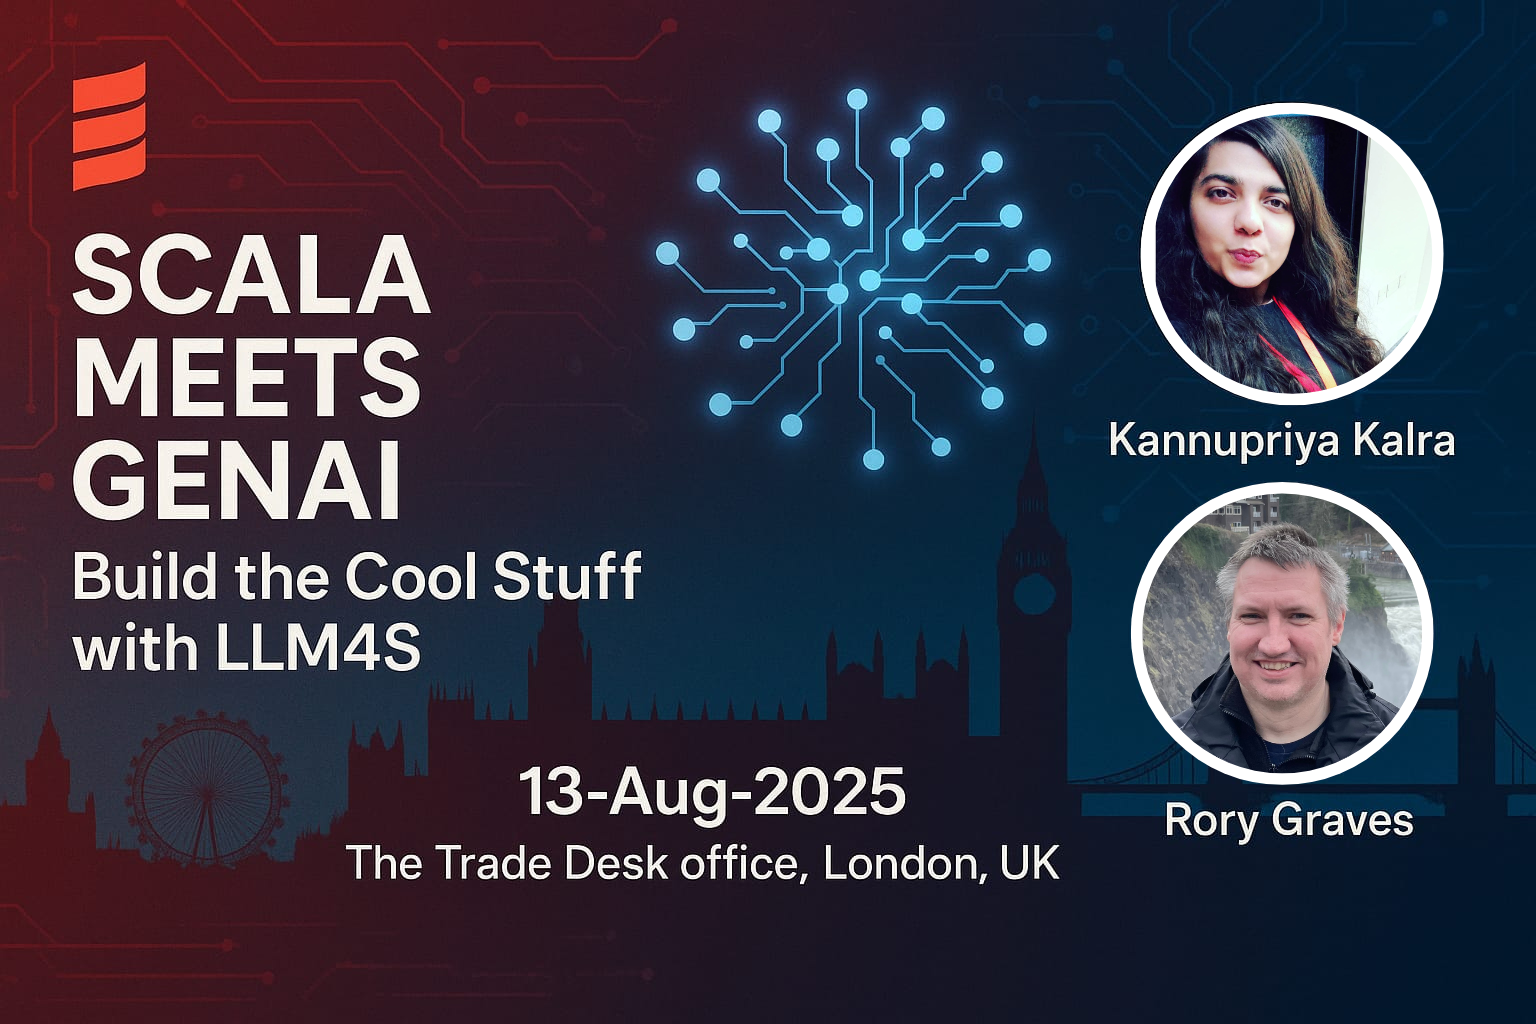 SCALA
MEETS
GENAI
Build the Cool Stuff
with LLM4S
13-Aug-2025
The Trade Desk office, London, UK
Kannupriya Kalra
Rory Graves